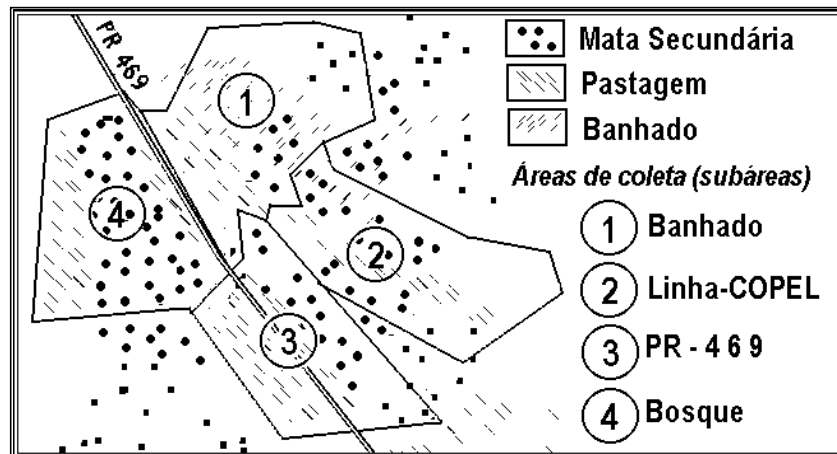 PR 469
Mata Secundária
Pastagem
Banhado
Áreas de coleta (subáreas)
1 Banhado
2 Linha-COPEL
3 PR - 4 6 9
4 Bosque
1
2
3
4